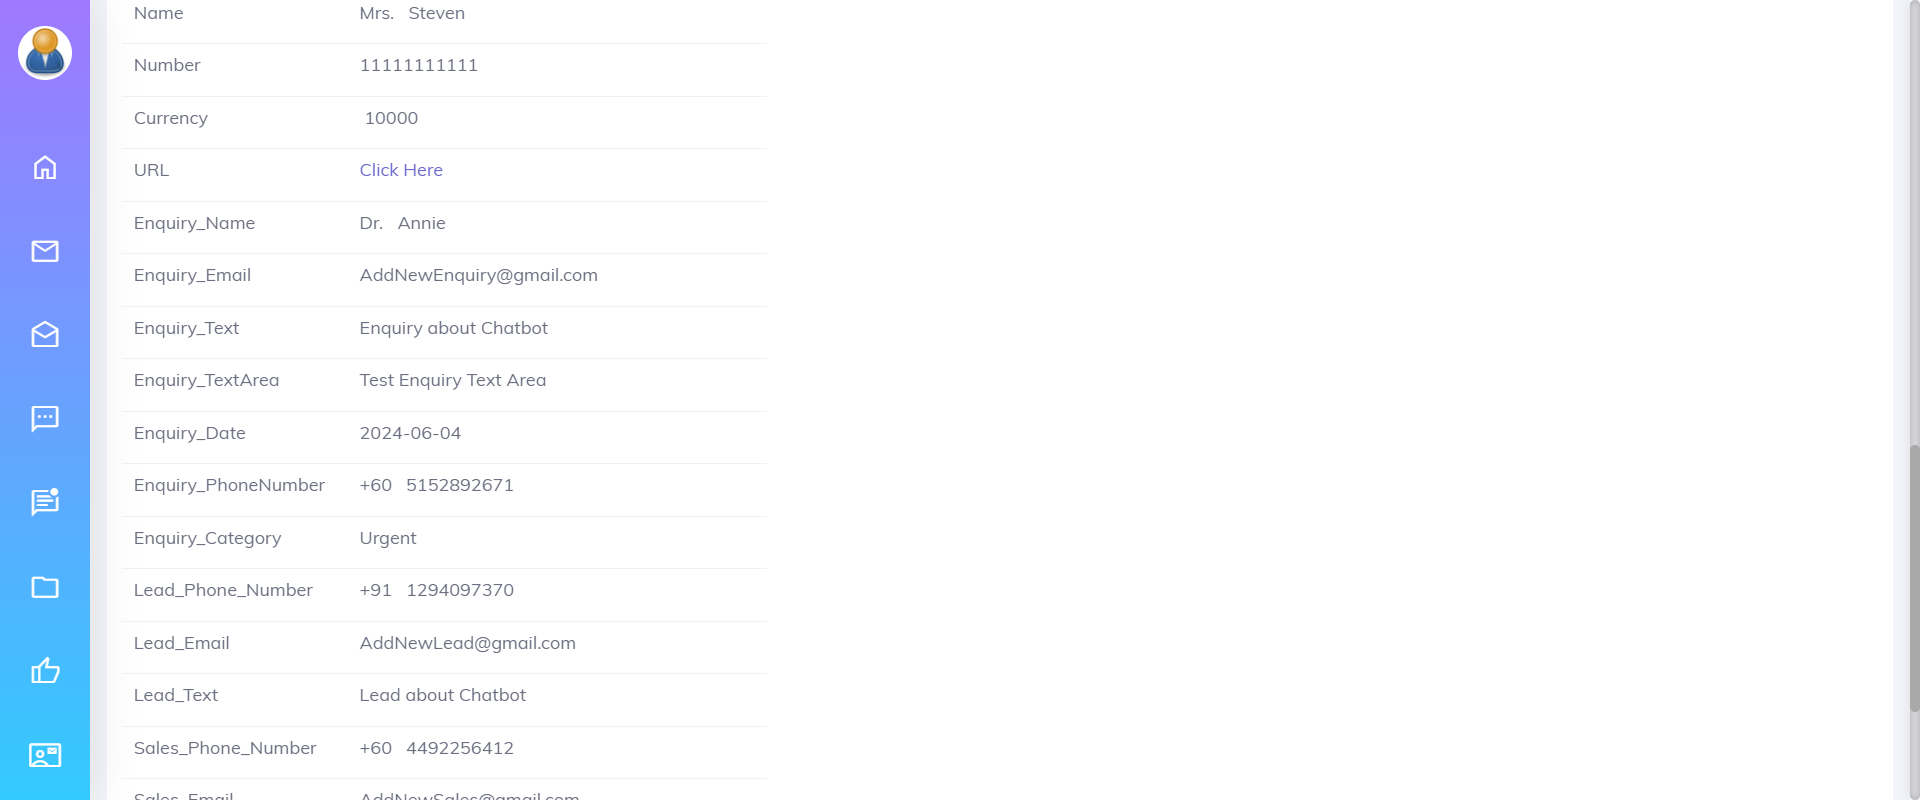 Name Mrs. Steven
Number 11111111111
Currency 10000
URL Click Here
Enquiry_Name Dr. Annie
Enquiry_Email AddNewEnquiry@gmail.com
Enquiry_Text Enquiry about Chatbot
Enquiry_TextArea Test Enquiry Text Area
Enquiry_Date 2024-06-04
Enquiry_PhoneNumber +60 5152892671
Enquiry_Category Urgent
Lead_Phone_Number +91 1294097370
Lead_Email AddNewLead@gmail.com
Lead_Text Lead about Chatbot
Sales_Phone_Number +60 4492256412
Sales_Email AddNewSales@gmail.com